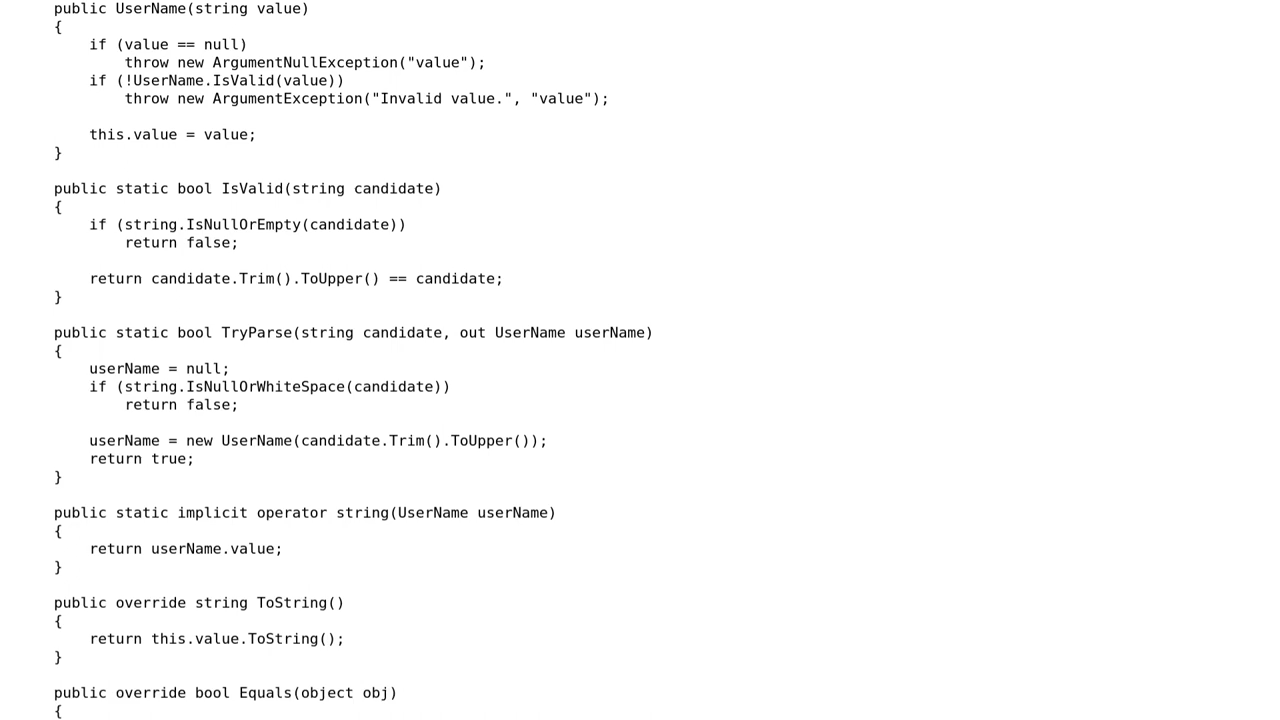 public UserName(string value)
{
    if (value == null)
        throw new ArgumentNullException("value");
    if (!UserName.IsValid(value))
        throw new ArgumentException("Invalid value.", "value");

    this.value = value;
}

public static bool IsValid(string candidate)
{
    if (string.IsNullOrEmpty(candidate))
        return false;

    return candidate.Trim().ToUpper() == candidate;
}

public static bool TryParse(string candidate, out UserName userName)
{
    userName = null;
    if (string.IsNullOrWhiteSpace(candidate))
        return false;

    userName = new UserName(candidate.Trim().ToUpper());
    return true;
}

public static implicit operator string(UserName userName)
{
    return userName.value;
}

public override string ToString()
{
    return this.value.ToString();
}

public override bool Equals(object obj)
{